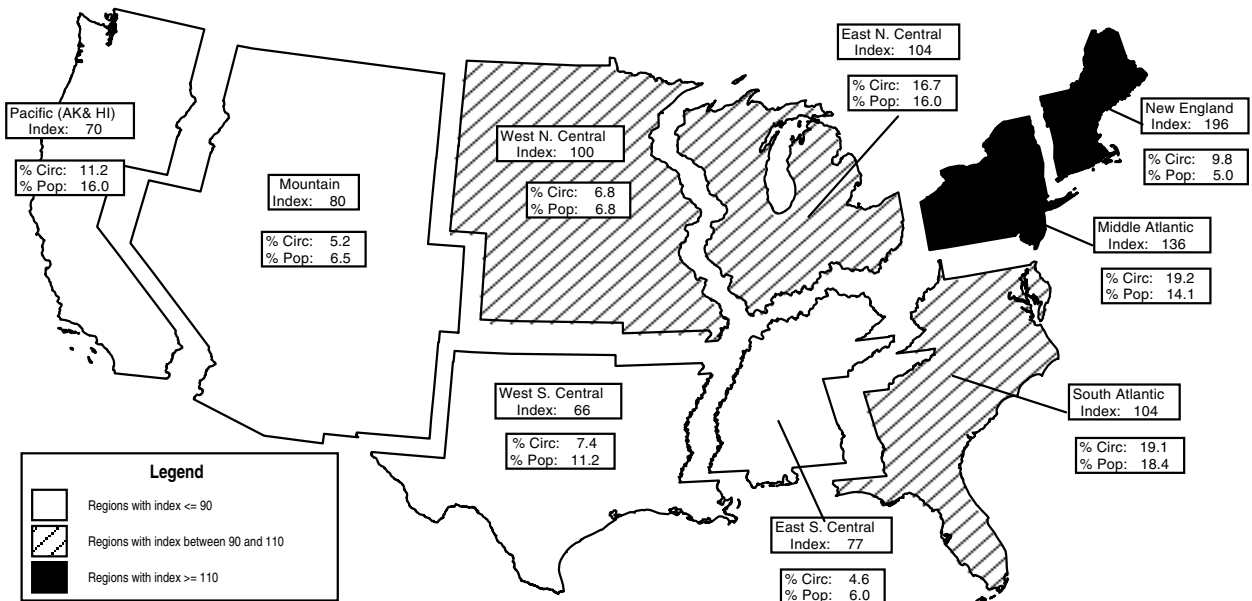 East N. Central
Index: 104
% Circ: 16.7
% Pop: 16.0
Pacific (AK& HI)
Index: 70
% Circ: 11.2
% Pop: 16.0
New England
Index: 196
% Circ: 9.8
% Pop: 5.0
West N. Central
Index: 100
% Circ: 6.8
% Pop: 6.8
Mountain
Index: 80
% Circ: 5.2
% Pop: 6.5
Middle Atlantic
Index: 136
% Circ: 19.2
% Pop: 14.1
West S. Central
Index: 66
% Circ: 7.4
% Pop: 11.2
South Atlantic
Index: 104
% Circ: 19.1
% Pop: 18.4
East S. Central
Index: 77
% Circ: 4.6
% Pop: 6.0
Legend
Regions with index <= 90
Regions with index between 90 and 110
Regions with index >= 110